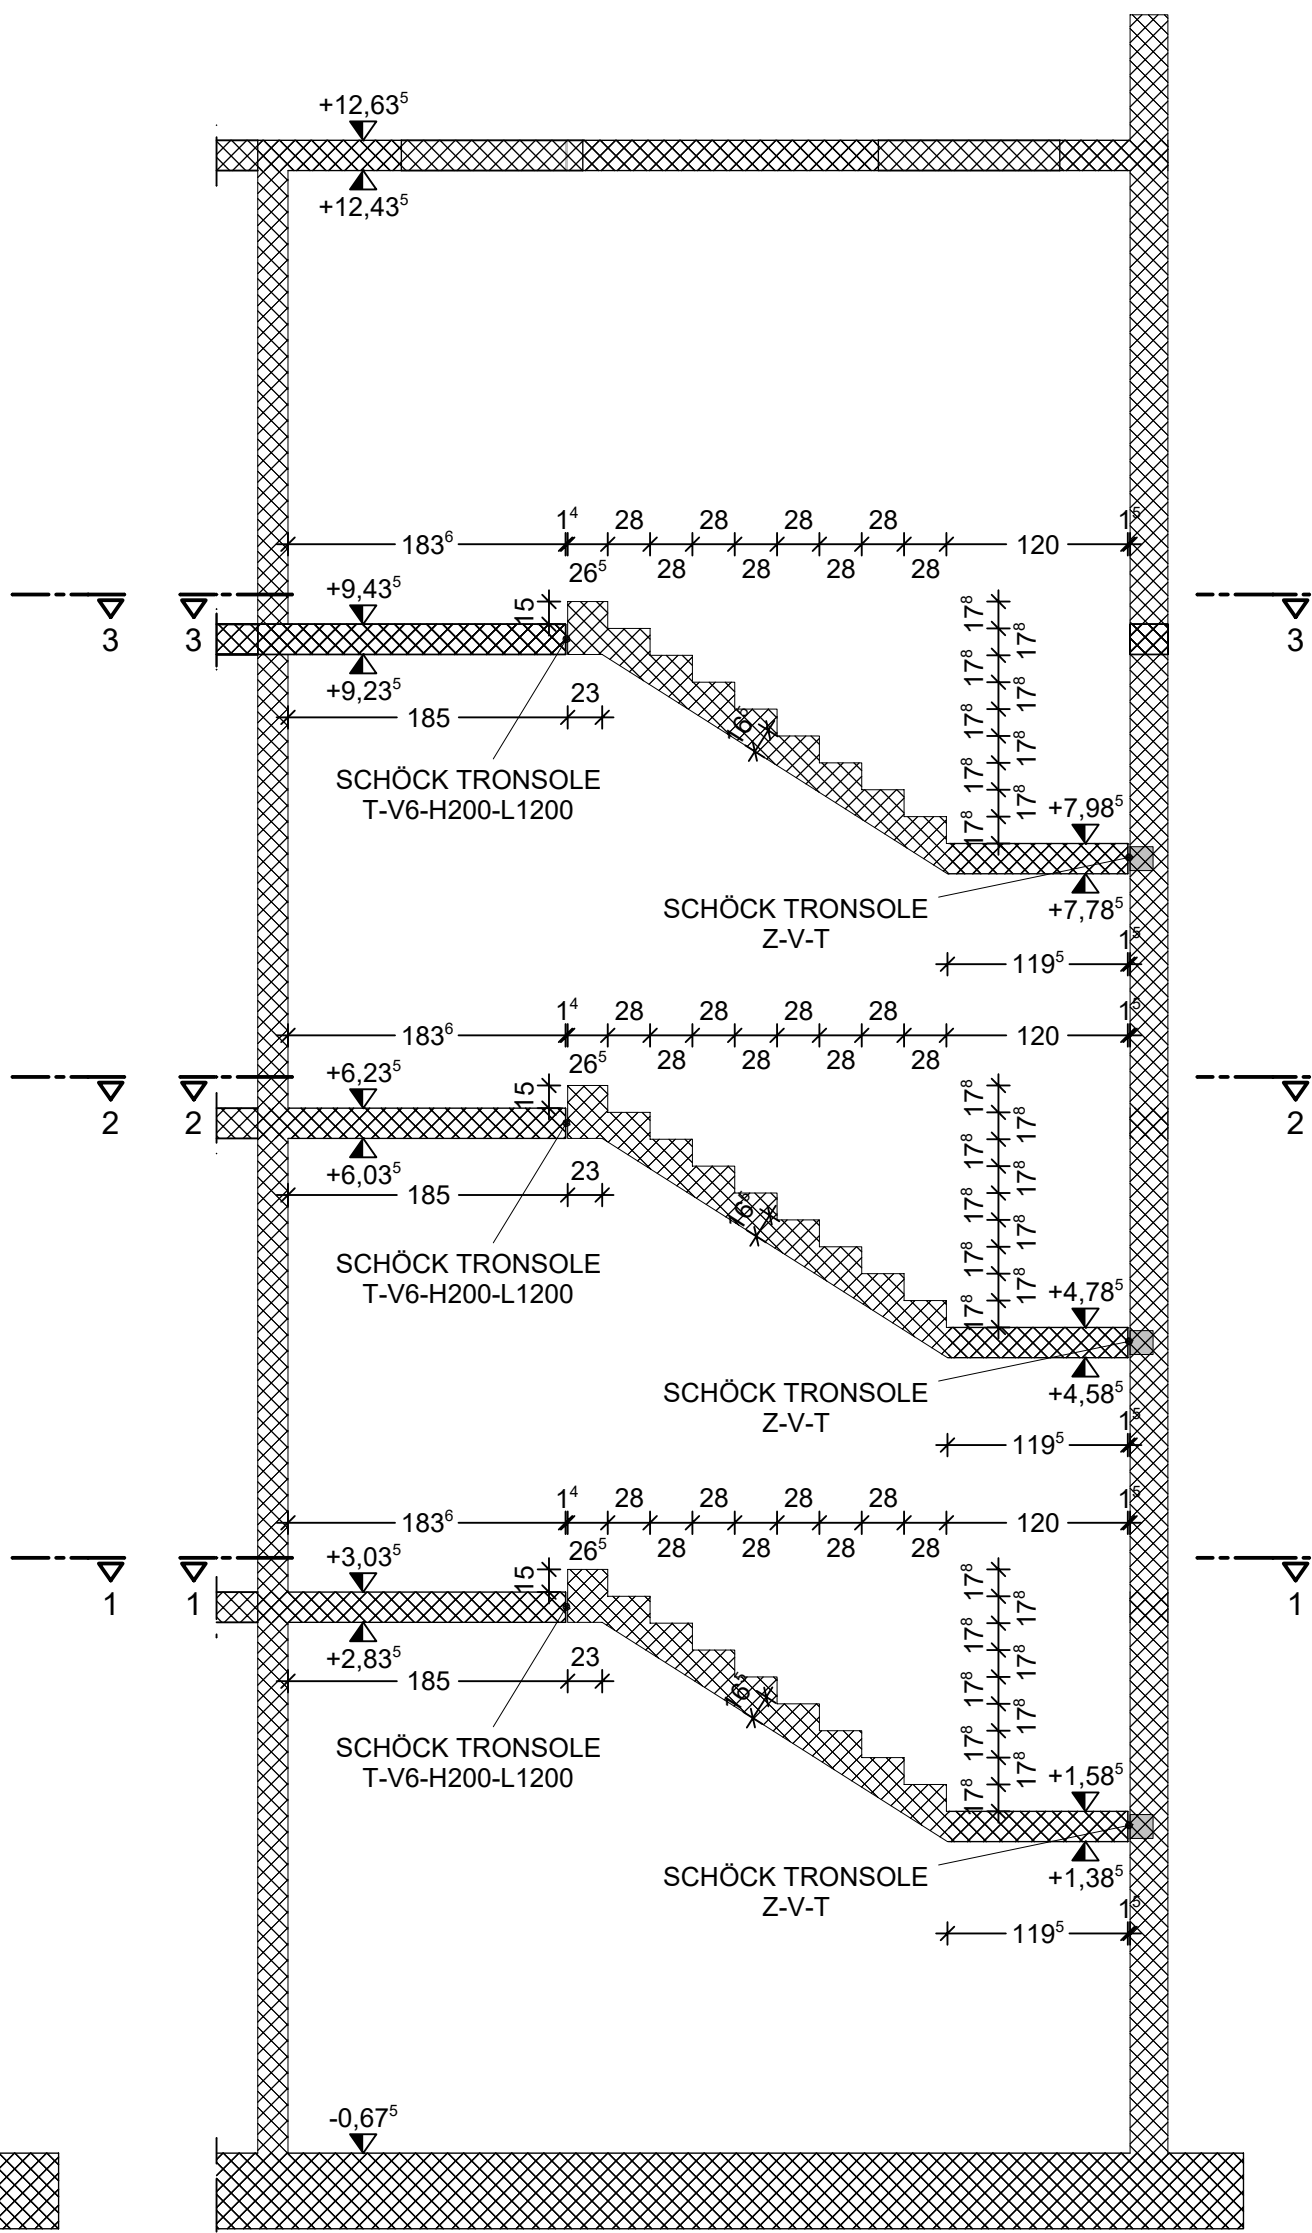 +12,63⁵
+12,43⁵
1⁴ 28 28 28 28 1⁵
183⁶ 120
26⁵ 28 28 28 28
+9,43⁵
15
3 3 3
17⁸ 17⁸ 17⁸ 17⁸ 17⁸
17⁸ 17⁸ 17⁸ 17⁸
+9,23⁵
23
185
16⁵
SCHÖCK TRONSOLE
T-V6-H200-L1200
+7,98⁵
SCHÖCK TRONSOLE
Z-V-T
+7,78⁵
1⁵
119⁵
1⁴ 28 28 28 28 1⁵
183⁶ 120
26⁵ 28 28 28 28
+6,23⁵
15
2 2 2
17⁸ 17⁸ 17⁸ 17⁸ 17⁸
17⁸ 17⁸ 17⁸ 17⁸
+6,03⁵
23
185
16⁵
SCHÖCK TRONSOLE
T-V6-H200-L1200
+4,78⁵
SCHÖCK TRONSOLE
Z-V-T
+4,58⁵
1⁵
119⁵
1⁴ 28 28 28 28 1⁵
183⁶ 120
26⁵ 28 28 28 28
+3,03⁵
15
1 1 1
17⁸ 17⁸ 17⁸ 17⁸ 17⁸
17⁸ 17⁸ 17⁸ 17⁸
+2,83⁵
23
185
16⁵
SCHÖCK TRONSOLE
T-V6-H200-L1200
+1,58⁵
SCHÖCK TRONSOLE
Z-V-T
+1,38⁵
1⁵
119⁵
-0,67⁵